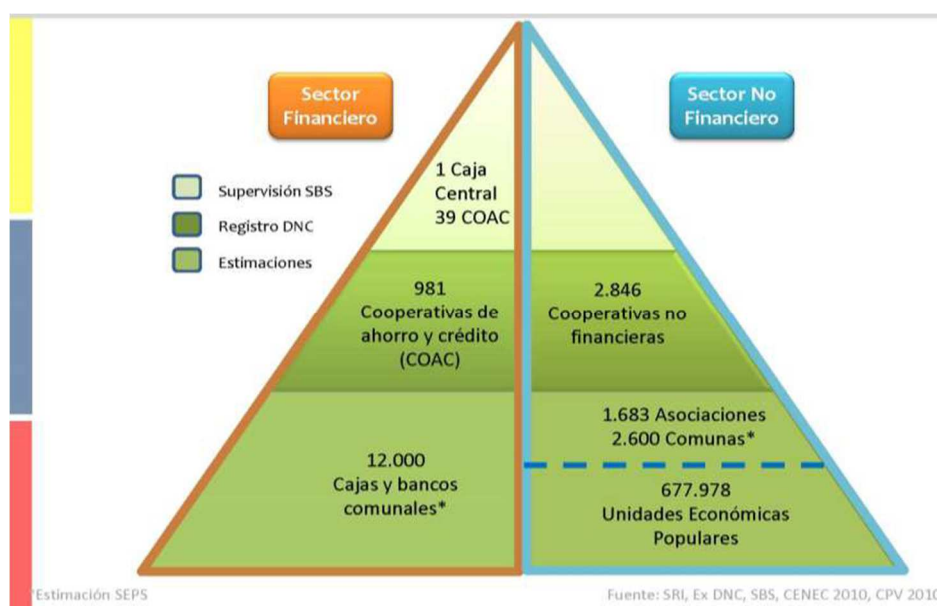 Sector
Financiero
Sector No
Financiero
Supervisión SBS
Registro DNC
Estimaciones
1 Caja
Central
39 COAC
981
Cooperativas de
ahorro y crédito
(COAC)
2.846
Cooperativas no
financieras
12.000
Cajas y bancos
comunales*
1.683 Asociaciones
2.600 Comunas*
677.978
Unidades Económicas
Populares
*Estimación SEPS
Fuente: SRI, Ex DNC, SBS, CENEC 2010, CPV 2010